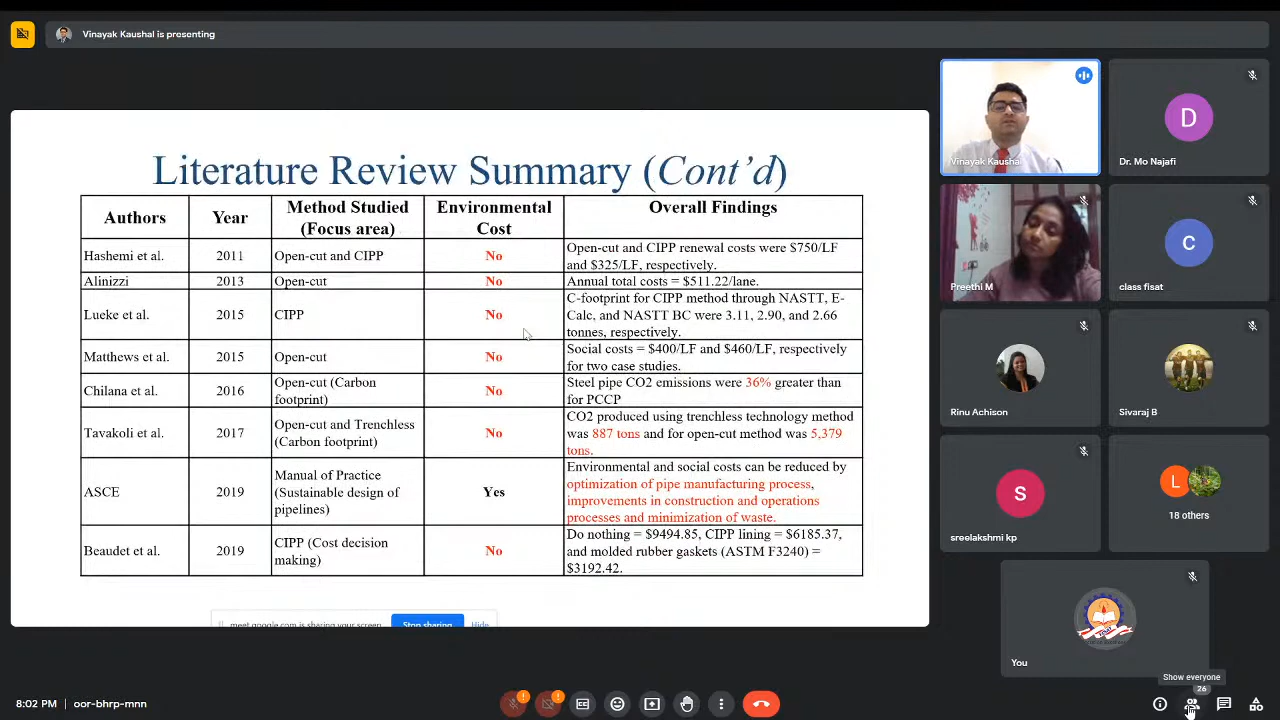 Vinayak Kaushal is presenting
Literature Review Summary (Cont'd)
Authors
Year
Method Studied
(Focus area)
Environmental
Cost
Overall Findings
Hashemi et al.
2011
Open-cut and CIPP
No
Open-cut and CIPP renewal costs were $750/LF
and $325/LF, respectively.
Alinizzi
2013
Open-cut
No
Annual total costs = $511.22/lane.
Lueke et al.
2015
CIPP
No
C-footprint for CIPP method through NASTT, E-
Calc, and NASTT BC were 3.11, 2.90, and 2.66
tonnes, respectively.
Matthews et al.
2015
Open-cut
No
Social costs = $400/LF and $460/LF, respectively
for two case studies.
Chilana et al.
2016
Open-cut (Carbon
footprint)
No
Steel pipe CO2 emissions were 36% greater than
for PCCP
Tavakoli et al.
2017
Open-cut and Trenchless
(Carbon footprint)
No
CO2 produced using trenchless technology method
was 887 tons and for open-cut method was 5,379
tons.
ASCE
2019
Manual of Practice
(Sustainable design of
pipelines)
Yes
Environmental and social costs can be reduced by
optimization of pipe manufacturing process,
improvements in construction and operations
processes and minimization of waste.
Beaudet et al.
2019
CIPP (Cost decision
making)
No
Do nothing = $9494.85, CIPP lining = $6185.37,
and molded rubber gaskets (ASTM F3240) =
$3192.42.
meet.google.com is sharing your screen.
Stop sharing
Hide
Vinayak Kaushal
D
Dr. Mo Najafi
Preethi M
C
class fisat
Rinu Achison
Sivaraj B
S
sreelakshmi kp
L
18 others
You
Show everyone
26
8:02 PM | oor-bhrp-mnn